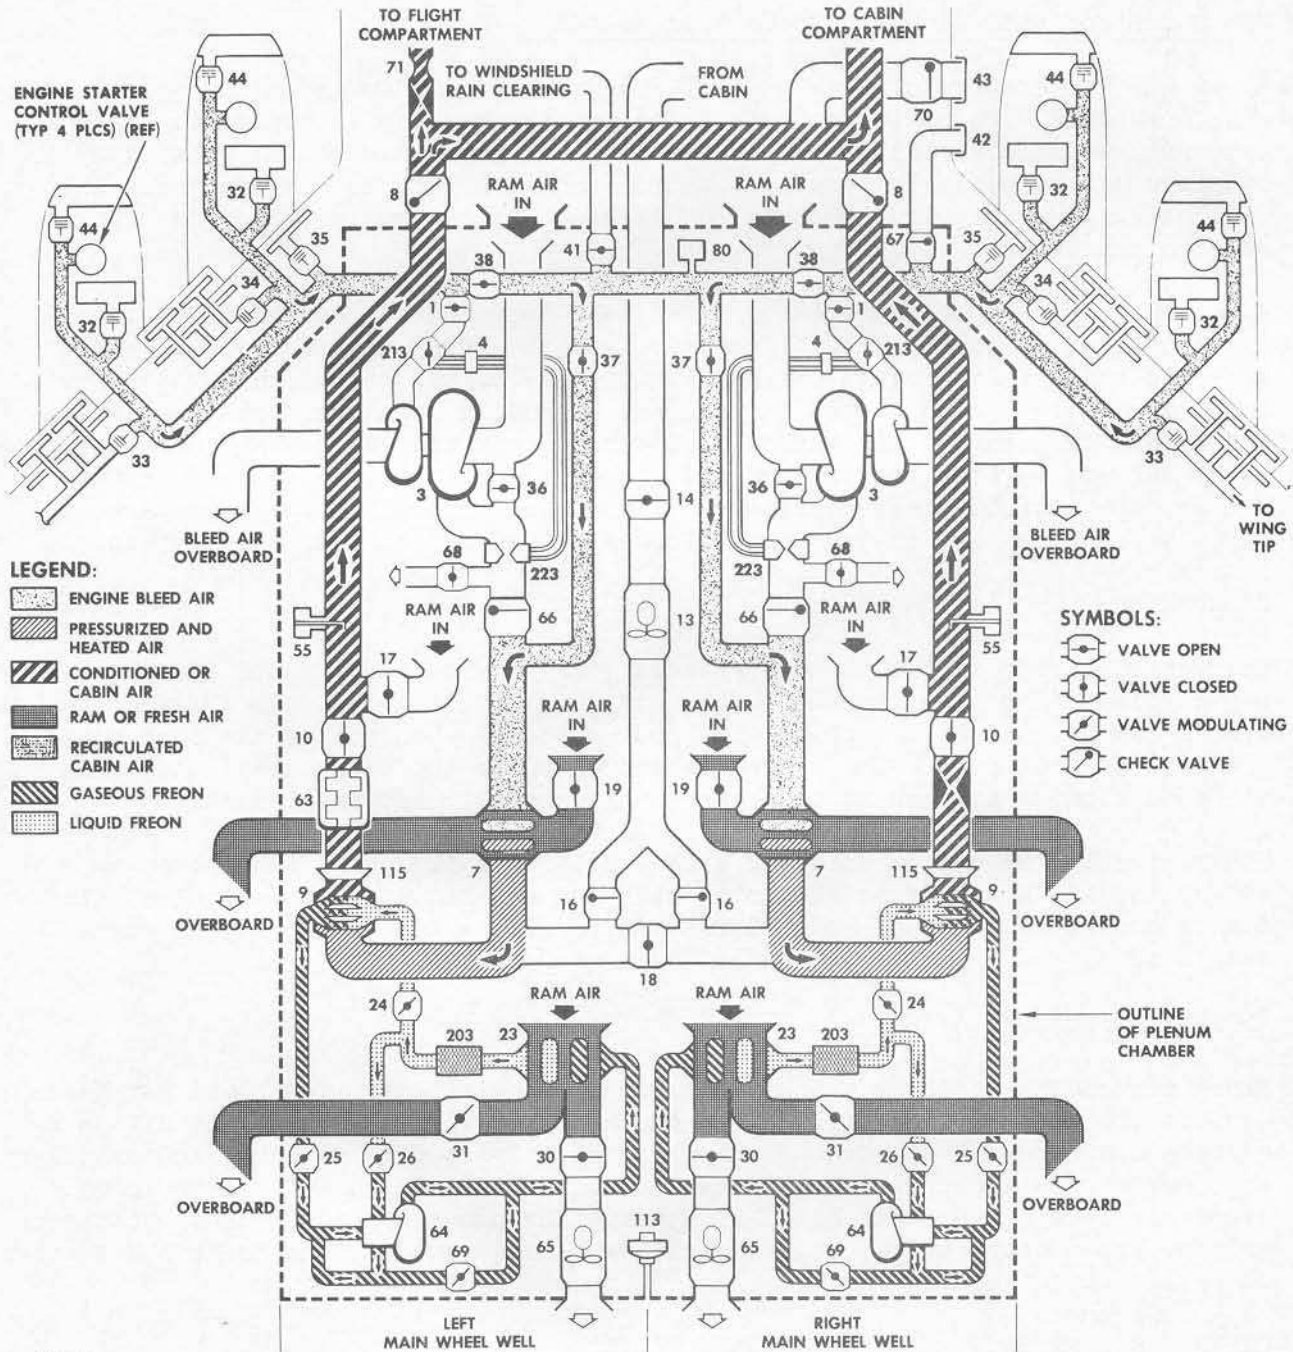 TO FLIGHT
COMPARTMENT
TO CABIN
COMPARTMENT
71
TO WINDSHIELD
RAIN CLEARING
FROM
CABIN
43
70
42
44
44
ENGINE STARTER
CONTROL VALVE
(TYP 4 PLCS) (REF)
32
32
8
RAM AIR
IN
RAM AIR
IN
8
44
35
41
80
67
35
44
38
38
34
34
32
1
1
32
213
4
4
213
37
37
33
33
3
36
14
36
3
BLEED AIR
OVERBOARD
BLEED AIR
OVERBOARD
TO
WING
TIP
68
223
223
68
LEGEND:
ENGINE BLEED AIR
PRESSURIZED AND
HEATED AIR
CONDITIONED OR
CABIN AIR
RAM OR FRESH AIR
RECIRCULATED
CABIN AIR
GASEOUS FREON
LIQUID FREON
RAM AIR
IN
66
13
66
RAM AIR
IN
SYMBOLS:
VALVE OPEN
VALVE CLOSED
VALVE MODULATING
CHECK VALVE
55
55
17
17
RAM AIR
IN
RAM AIR
IN
10
10
63
19
19
115
7
7
115
9
9
16
16
OVERBOARD
OVERBOARD
18
RAM AIR
RAM AIR
24
24
203
23
23
203
OUTLINE
OF PLENUM
CHAMBER
31
31
25
26
30
30
26
25
OVERBOARD
OVERBOARD
64
113
64
69
65
65
69
LEFT
MAIN WHEEL WELL
RIGHT
MAIN WHEEL WELL